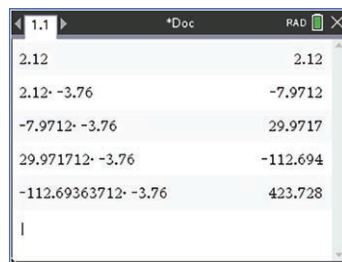 1.1 *Doc RAD
2.12 2.12
2.12· -3.76 -7.9712
-7.9712· -3.76 29.9717
29.971712· -3.76 -112.694
-112.69363712· -3.76 423.728